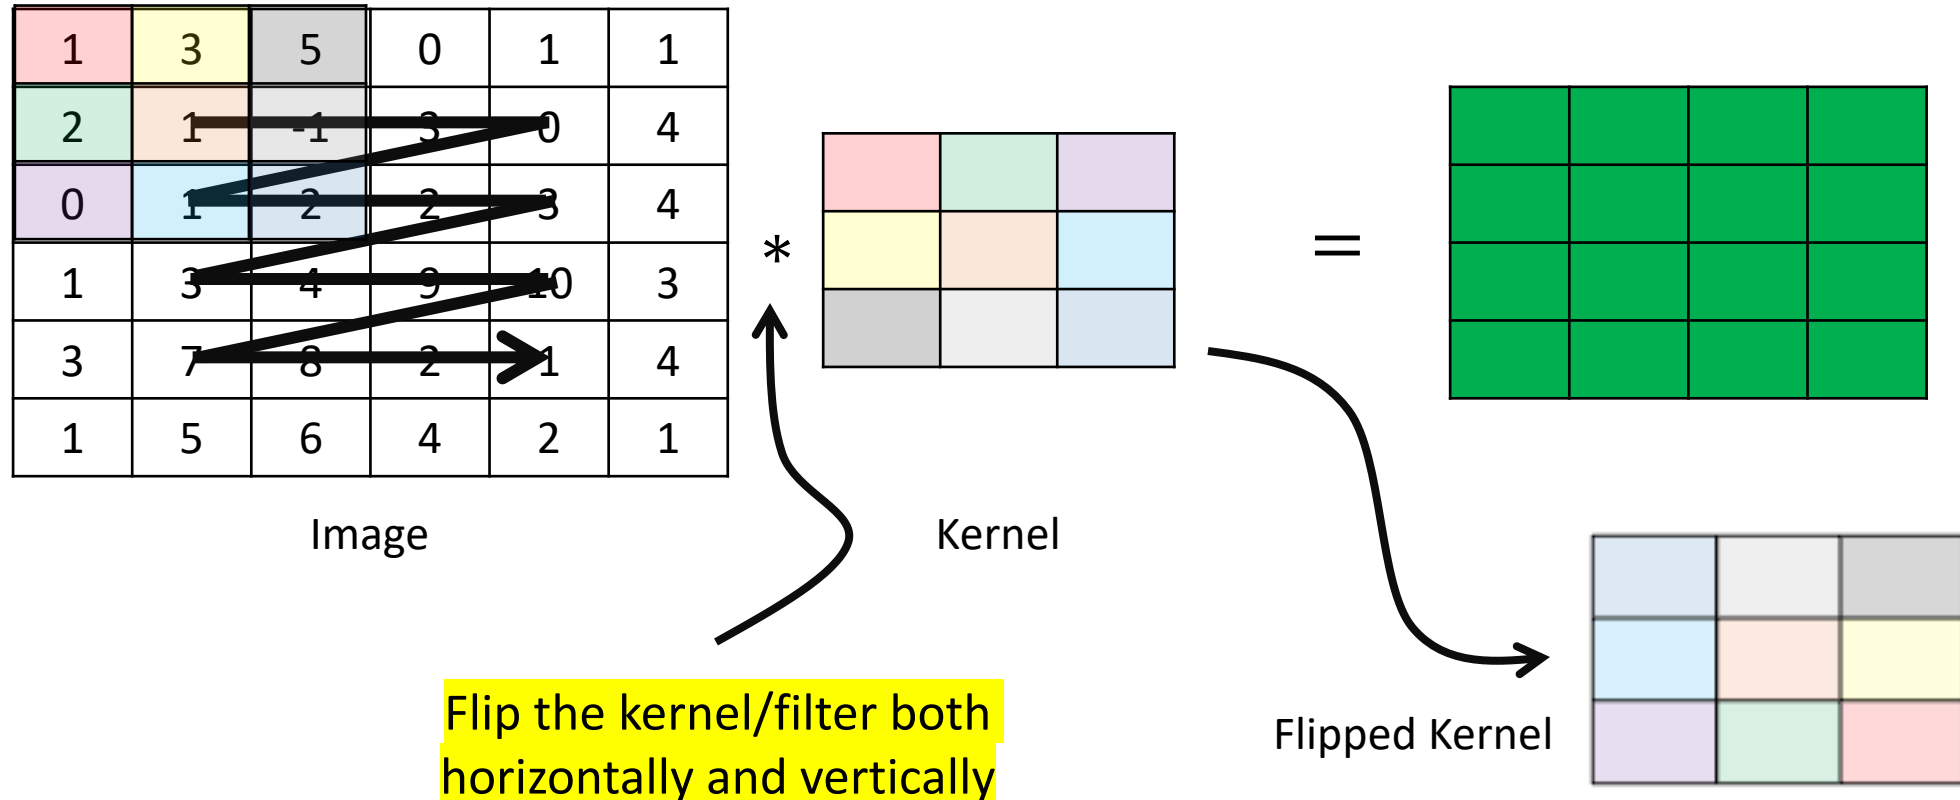 1 3 5 0 1 1
2 1 -1 3 0 4
0 1 2 2 3 4
1 3 4 9 10 3
3 7 8 2 1 4
1 5 6 4 2 1
*
=
Image
Kernel
Flip the kernel/filter both
horizontally and vertically
Flipped Kernel